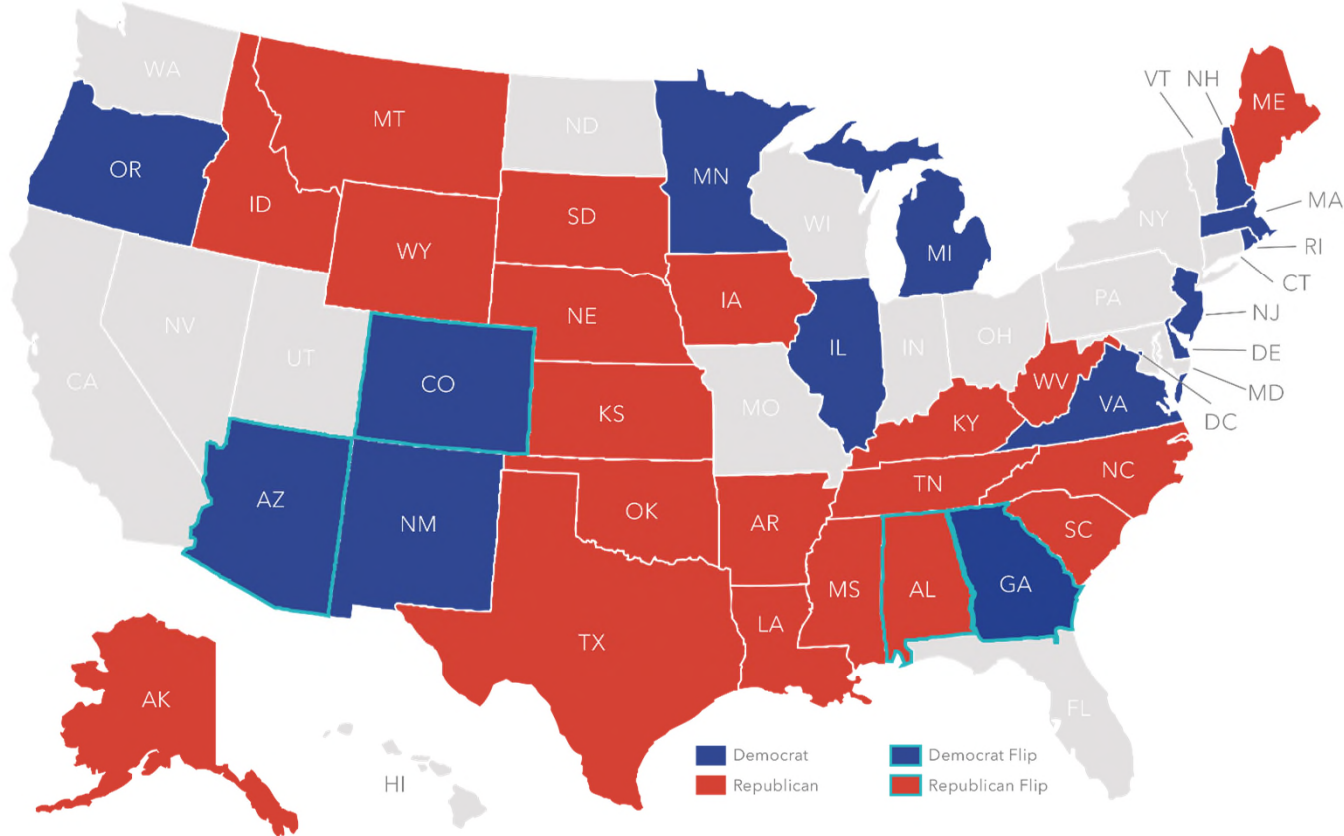 WA
MT
ND
MN
OR
ID
SD
WI
WY
MI
IA
NE
NV
UT
CA
CO
IL
IN
OH
PA
NY
VT NH
ME
MA
RI
CT
NJ
DE
MD
DC
KS
MO
WV
VA
KY
AZ
NM
OK
AR
TN
NC
SC
MS
AL
GA
TX
LA
FL
AK
HI
Democrat
Democrat Flip
Republican
Republican Flip